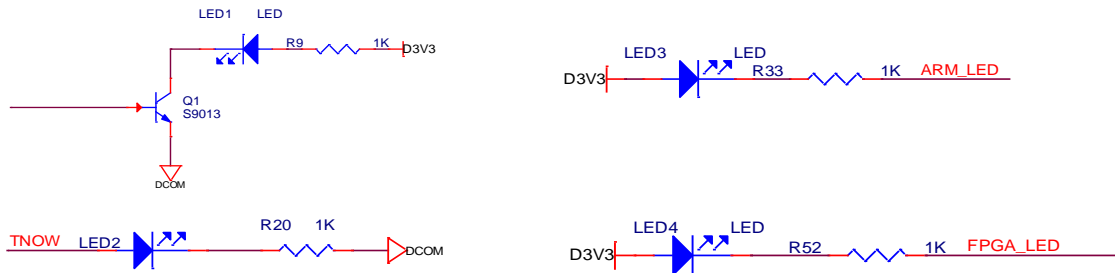 LED1 LED
R9 1K D3V3
Q1
S9013
DCOM
TNOW LED2 R20 1K DCOM
LED3 LED
D3V3 R33 1K ARM_LED
LED4 LED
D3V3 R52 1K FPGA_LED